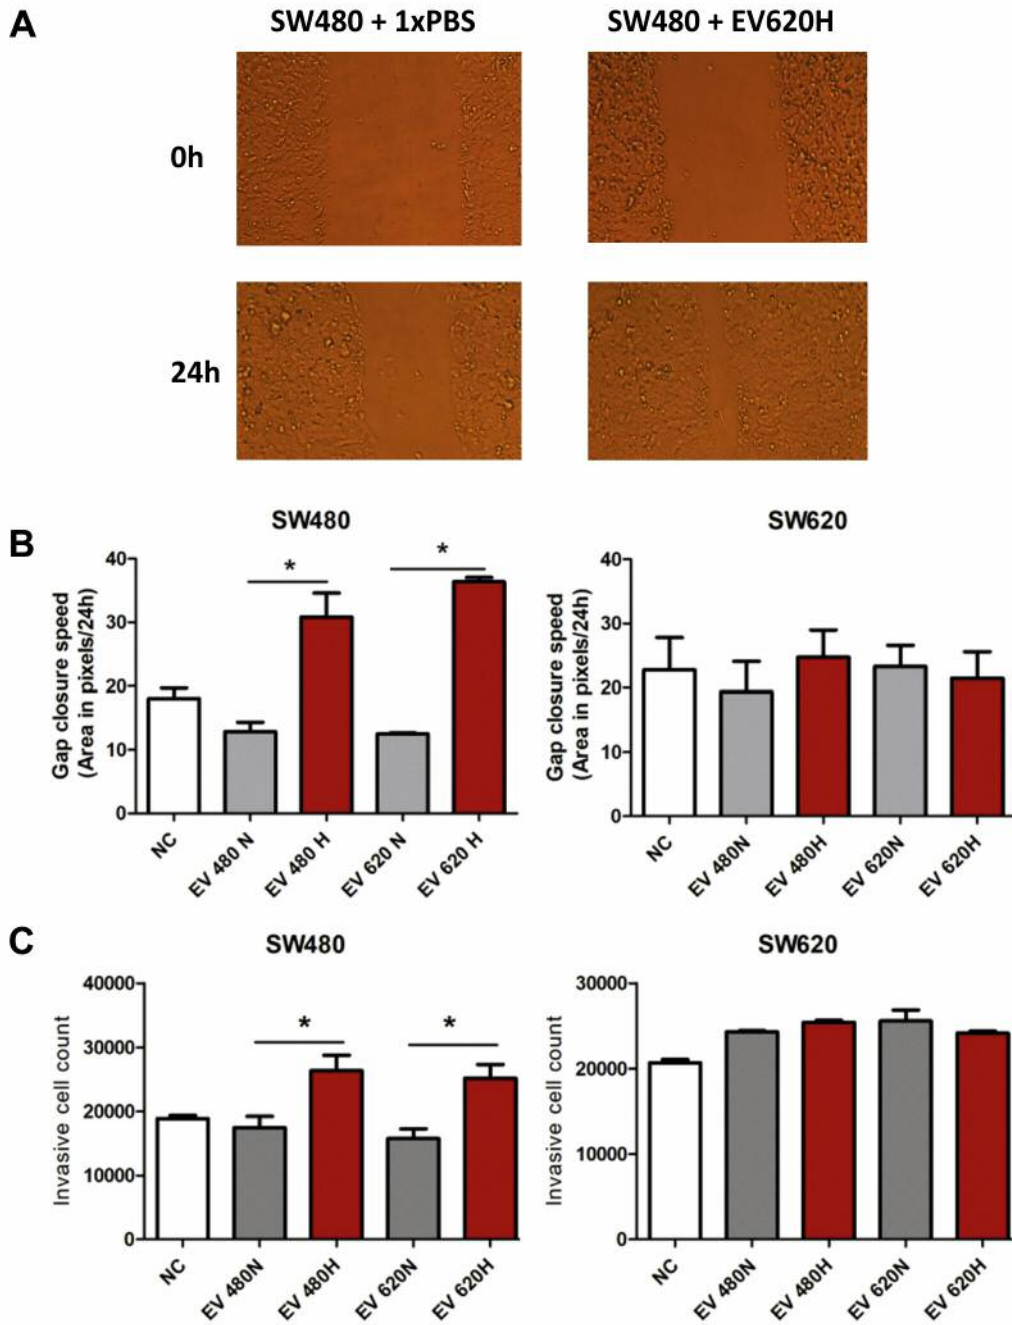 A
SW480 + 1xPBS
SW480 + EV620H
0h
24h
B
SW480
Gap closure speed
(Area in pixels/24h)
40
30
20
10
0
*
*
NC
EV 480 N
EV 480 H
EV 620 N
EV 620 H
SW620
Gap closure speed
(Area in pixels/24h)
40
30
20
10
0
NC
EV 480N
EV 480H
EV 620N
EV 620H
C
SW480
Invasive cell count
40000
30000
20000
10000
0
*
*
NC
EV 480N
EV 480H
EV 620N
EV 620H
SW620
Invasive cell count
30000
20000
10000
0
NC
EV 480N
EV 480H
EV 620N
EV 620H